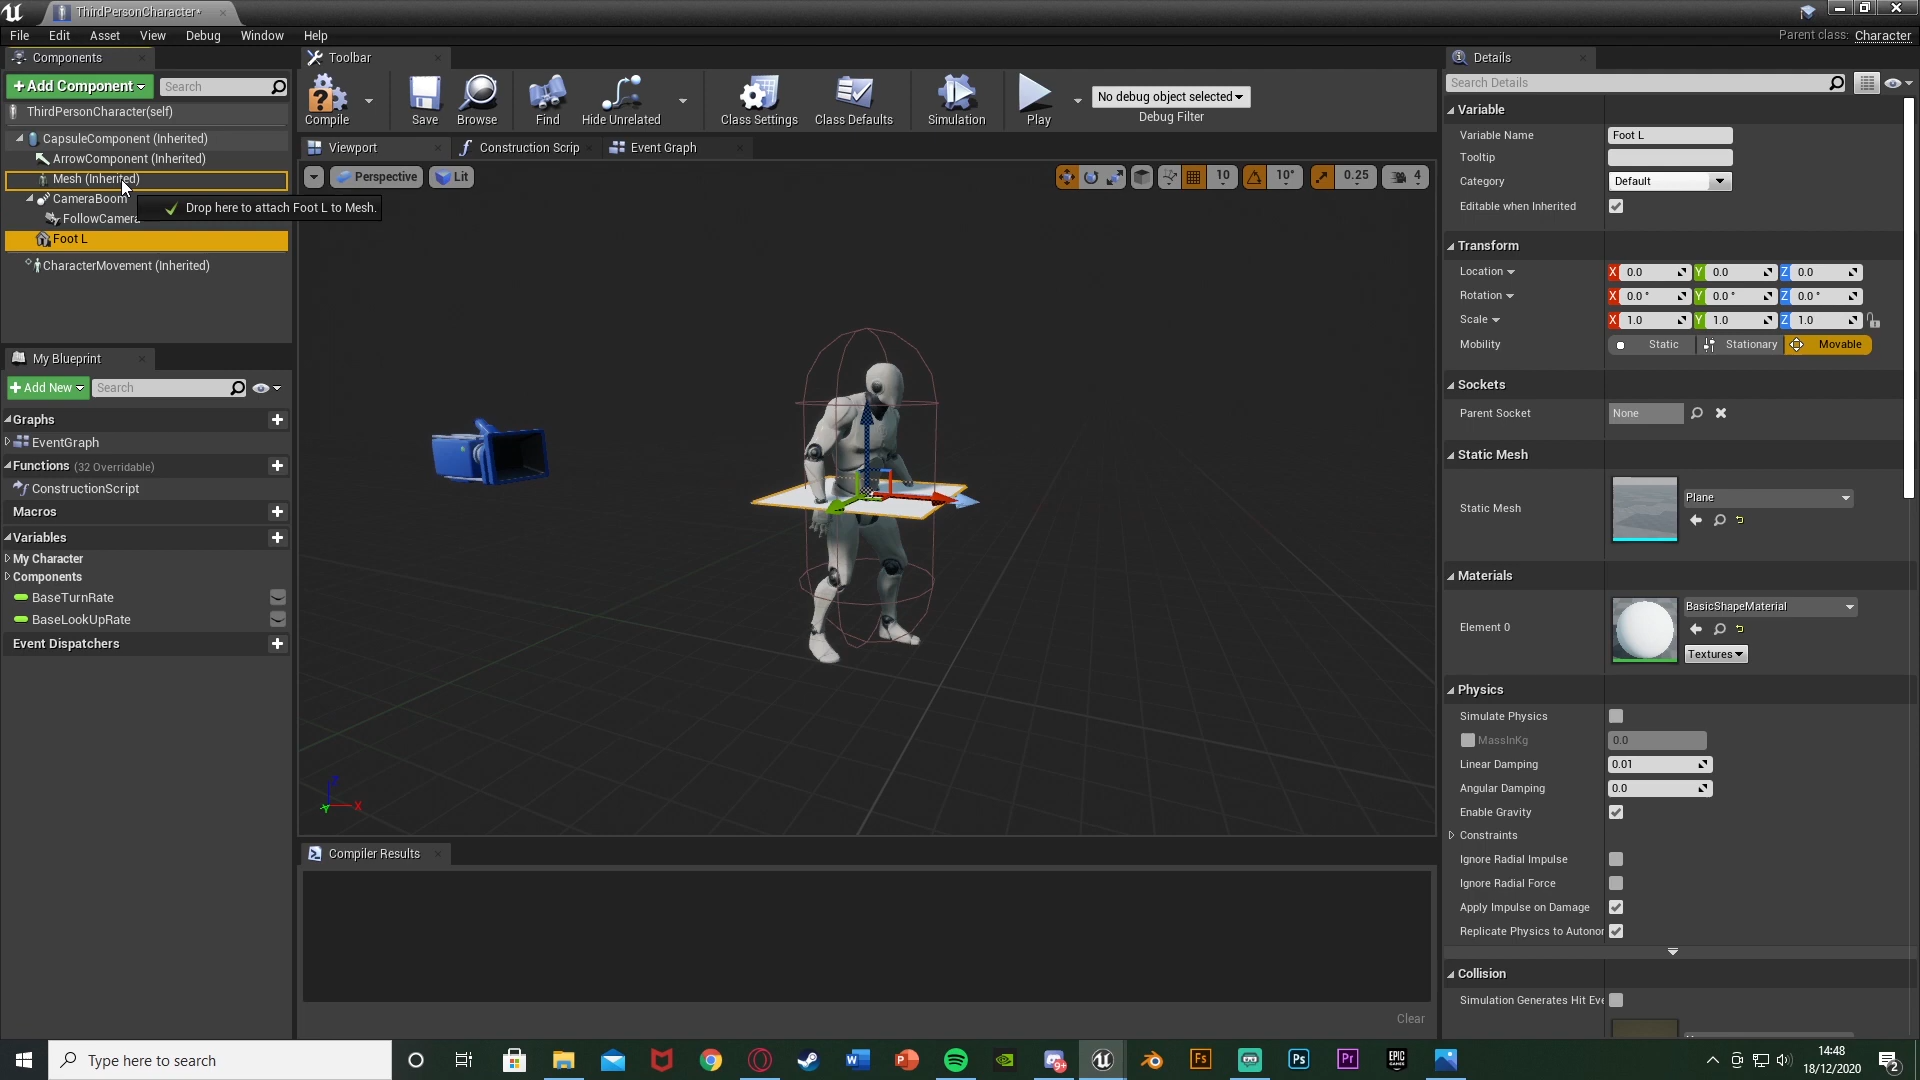 ThirdPersonCharacter*
File Edit Asset View Debug Window Help
Parent class: Character
Components
Toolbar
Details
+Add Component
Search
Compile
Save
Browse
Find
Hide Unrelated
Class Settings
Class Defaults
Simulation
Play
No debug object selected
Debug Filter
Search Details
ThirdPersonCharacter(self)
CapsuleComponent (Inherited)
ArrowComponent (Inherited)
Mesh (Inherited)
CameraBoom
FollowCamera
Drop here to attach Foot L to Mesh.
Foot L
CharacterMovement (Inherited)
Viewport
Construction Scrip
Event Graph
Perspective
Lit
10
10°
0.25
4
My Blueprint
+Add New
Search
Graphs
EventGraph
Functions (32 Overridable)
ConstructionScript
Macros
Variables
My Character
Components
BaseTurnRate
BaseLookUpRate
Event Dispatchers
Z
X
Y
Compiler Results
Clear
Variable
Variable Name Foot L
Tooltip
Category Default
Editable when Inherited
Transform
Location X 0.0 Y 0.0 Z 0.0
Rotation X 0.0 ° Y 0.0 ° Z 0.0 °
Scale X 1.0 Y 1.0 Z 1.0
Mobility Static Stationary Movable
Sockets
Parent Socket None
Static Mesh
Static Mesh Plane
Materials
Element 0 BasicShapeMaterial
Textures
Physics
Simulate Physics
MassInKg 0.0
Linear Damping 0.01
Angular Damping 0.0
Enable Gravity
Constraints
Ignore Radial Impulse
Ignore Radial Force
Apply Impulse on Damage
Replicate Physics to Autonor
Collision
Simulation Generates Hit Eve
Type here to search
W
P
9+
Fs
Ps
Pr
EPIC GAMES
14:48
18/12/2020
2